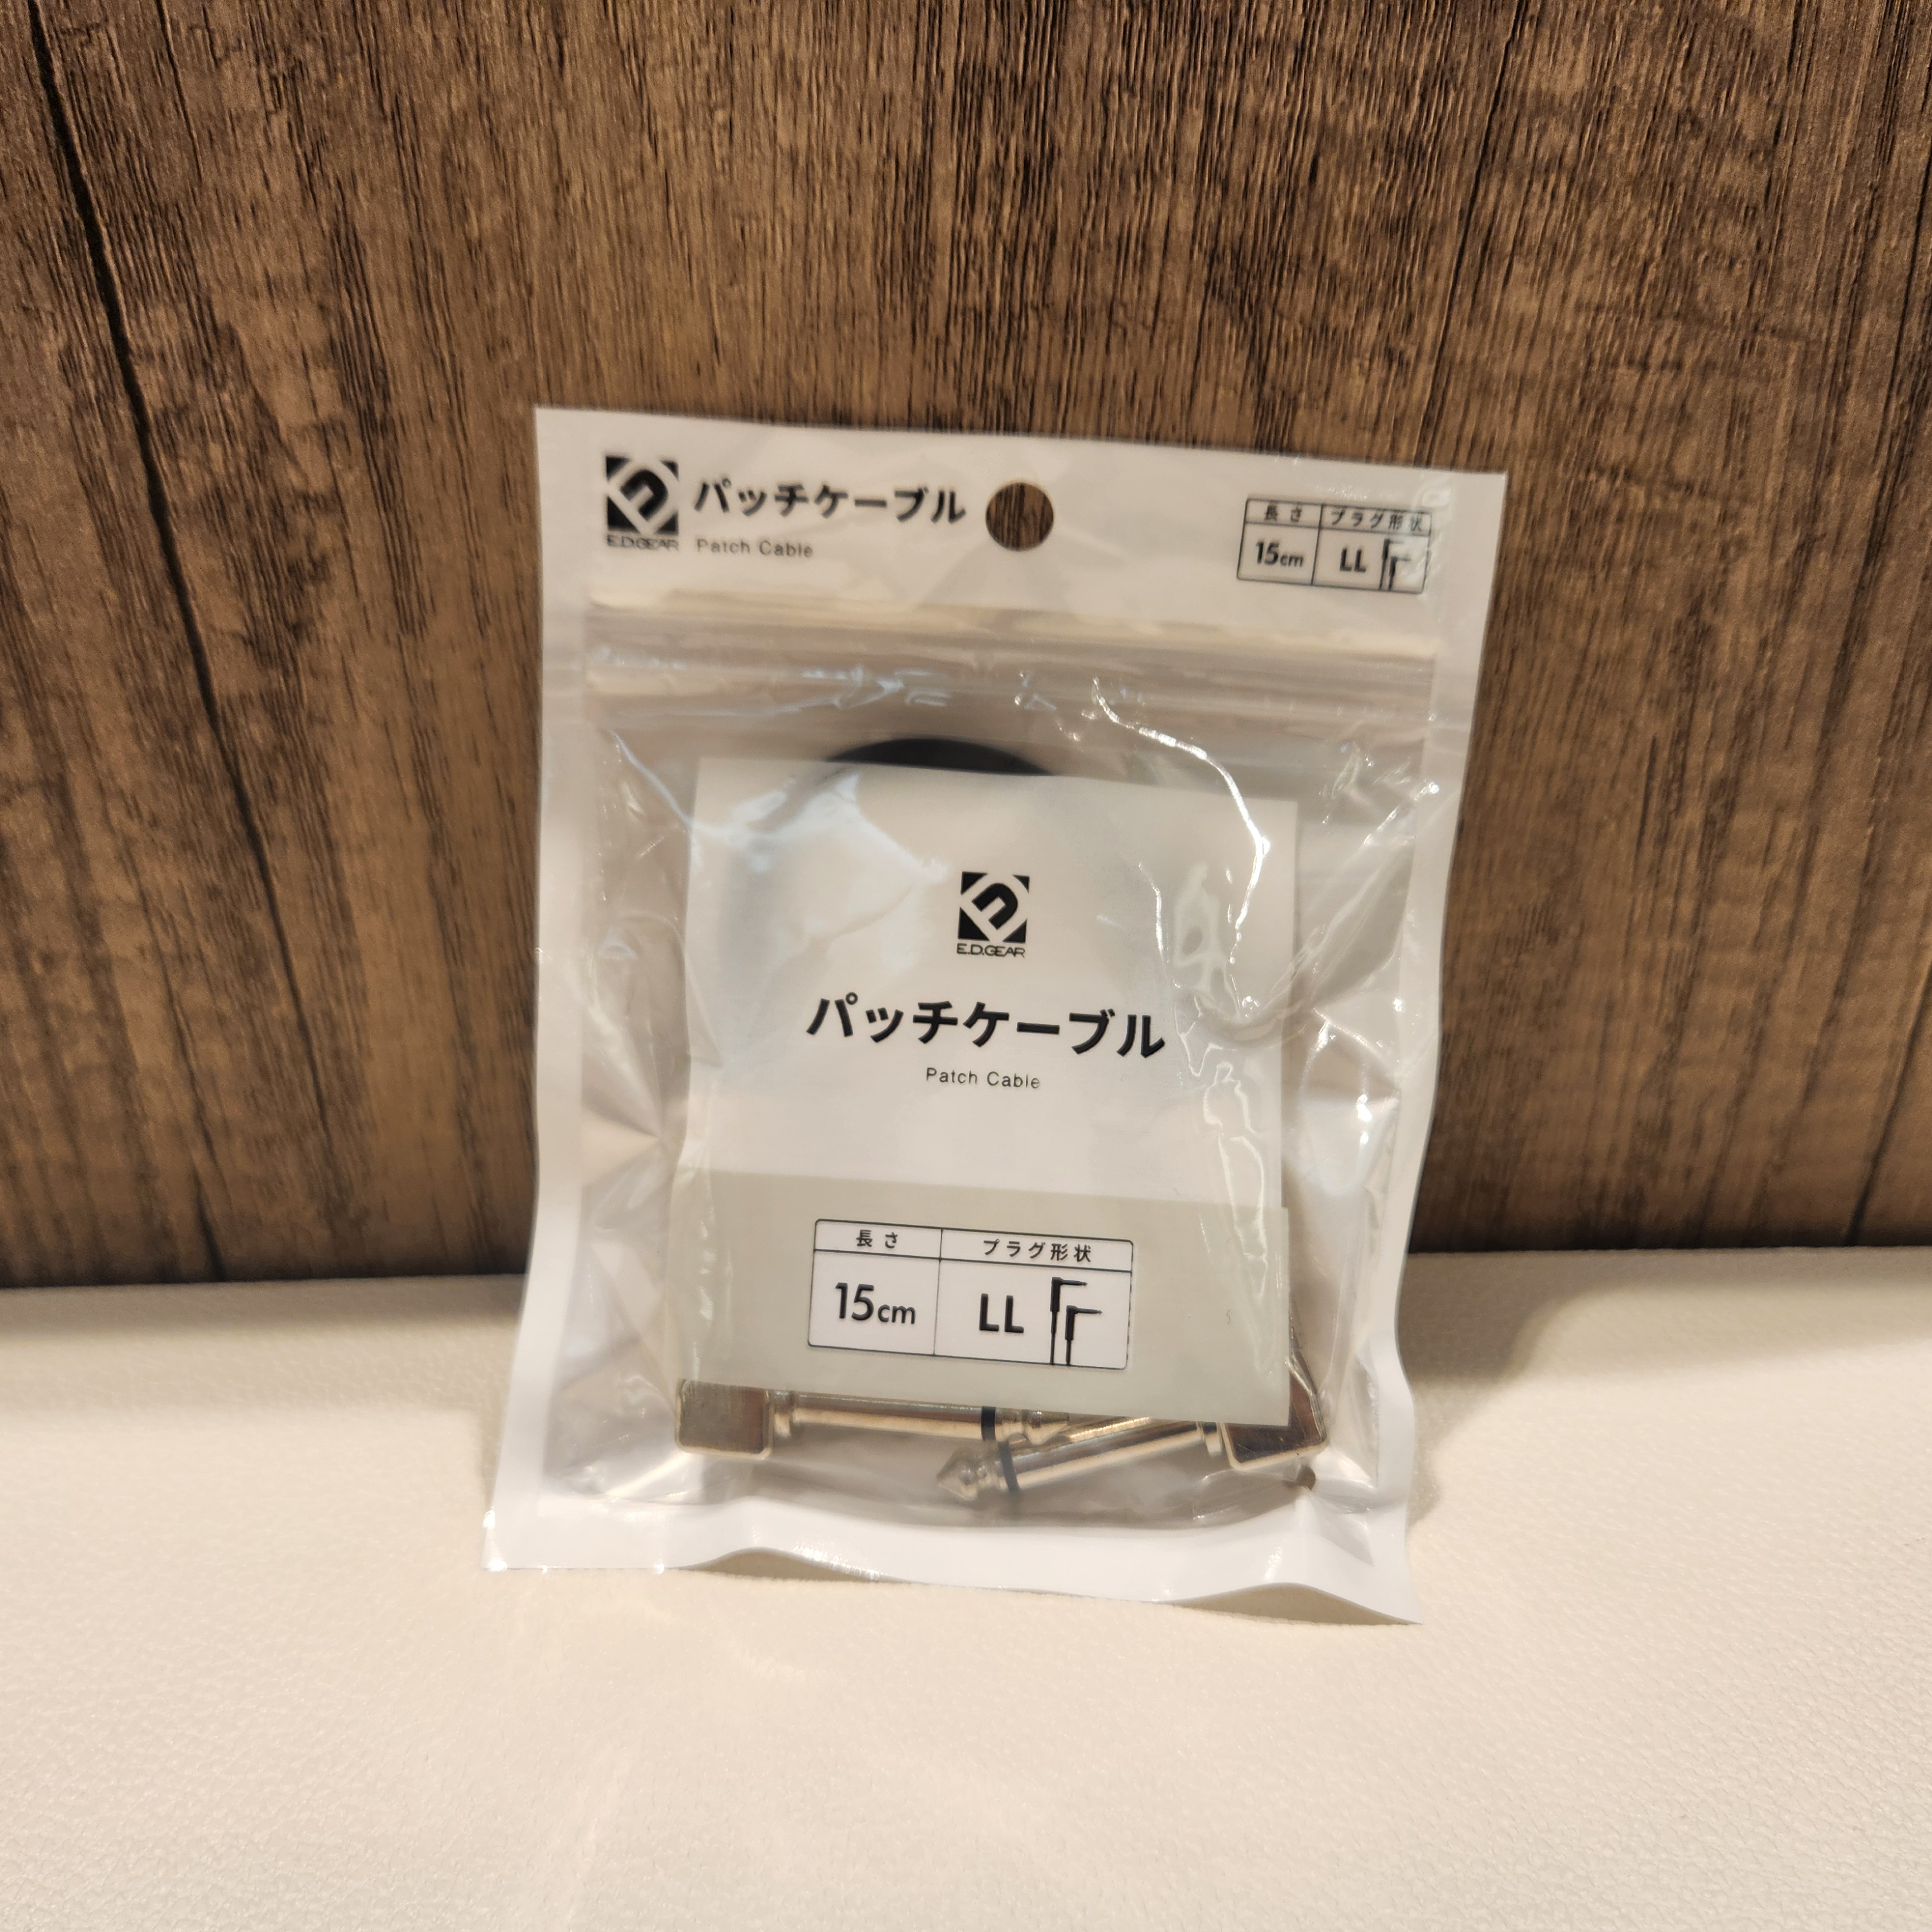 パッチケーブル
E.D.GEAR Patch Cable
長さ プラグ形状
15cm LL
E.D.GEAR
パッチケーブル
Patch Cable
長さ プラグ形状
15cm LL